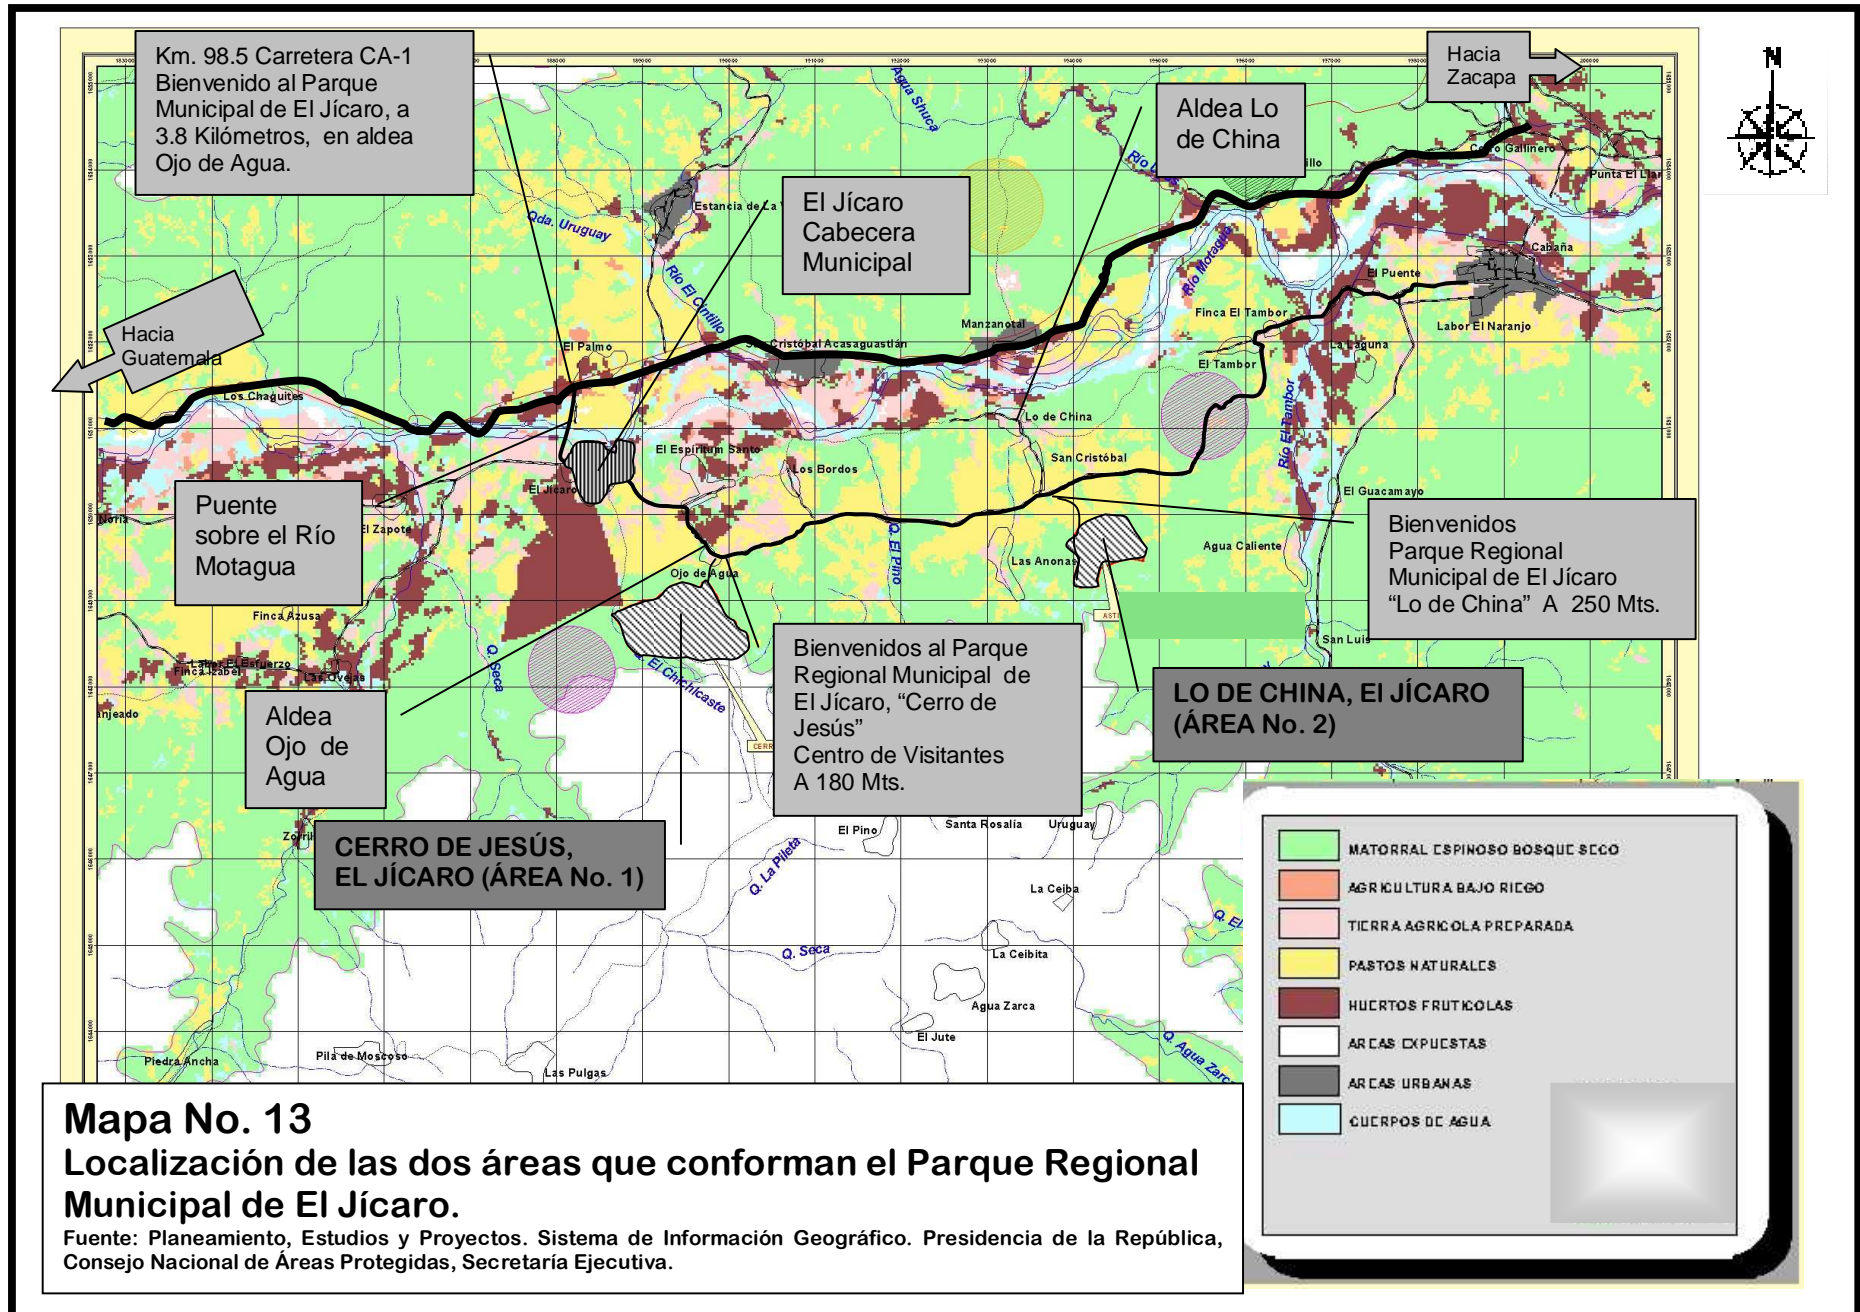 Km. 98.5 Carretera CA-1
Bienvenido al Parque
Municipal de El Jícaro, a
3.8 Kilómetros, en aldea
Ojo de Agua.
Hacia
Zacapa
N
Aldea Lo
de China
El Jícaro
Cabecera
Municipal
Hacia
Guatemala
Puente
sobre el Río
Motagua
Aldea
Ojo de
Agua
Bienvenidos
Parque Regional
Municipal de El Jícaro
“Lo de China” A 250 Mts.
Bienvenidos al Parque
Regional Municipal de
El Jícaro, “Cerro de
Jesús”
Centro de Visitantes
A 180 Mts.
LO DE CHINA, El JÍCARO
(ÁREA No. 2)
CERRO DE JESÚS,
EL JÍCARO (ÁREA No. 1)
Agua Shuca
Estancia de La
Qda. Uruguay
Río El Cintillo
Cerro Gallinero
Punta El
Cabaña
El Puente
Río Motagua
Finca El Tambor
Labor El Naranjo
Manzanotal
San Cristóbal Acasaguastlán
El Palmo
La Laguna
El Tambor
Los Chaguites
Lo de China
Río El Tambor
El Espíritum Santo
San Cristóbal
Los Bordos
El Jícaro
El Guacamayo
El Zapote
Q. El Pino
Agua Caliente
Las Anonas
Ojo de Agua
Finca Azusa
San Luis
Labor El Esfuerzo
Finca Izabel
Las Ovejas
Q. Seca
Q. El Chichicaste
CERR
ASTI
Santa Rosalía
Uruguay
El Pino
Q. La Pileta
La Ceiba
Q. Seca
La Ceibita
Agua Zarca
El Jute
Q. Agua Zarca
Piedra Ancha
Pila de Moscoso
Las Pulgas
MATORRAL ESPINOSO BOSQUE SECO
AGRICULTURA BAJO RIEGO
TIERRA AGRICOLA PREPARADA
PASTOS NATURALES
HUERTOS FRUTICOLAS
AREAS EXPUESTAS
AREAS URBANAS
CUERPOS DE AGUA
Mapa No. 13
Localización de las dos áreas que conforman el Parque Regional
Municipal de El Jícaro.
Fuente: Planeamiento, Estudios y Proyectos. Sistema de Información Geográfico. Presidencia de la República,
Consejo Nacional de Áreas Protegidas, Secretaría Ejecutiva.